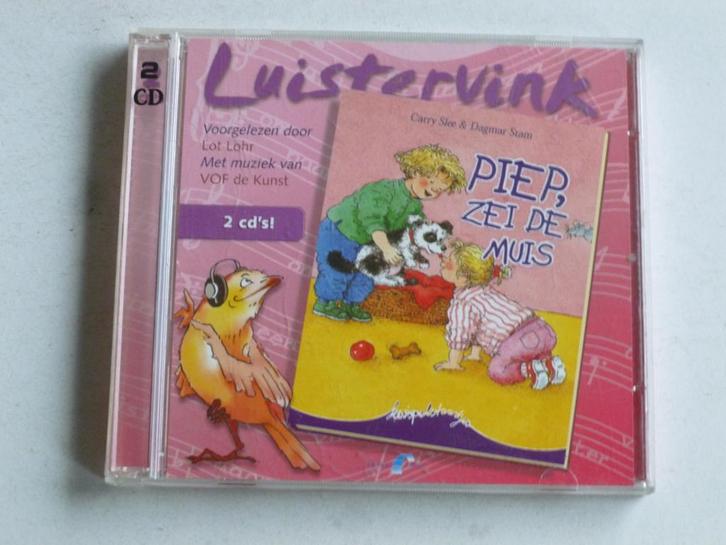 2
CD
Luistervink
Voorgelezen door
Lot Lohr
Met muziek van
VOF de Kunst
2 cd's!
Carry Slee & Dagmar Stam
PIEP,
ZEI DE
MUIS